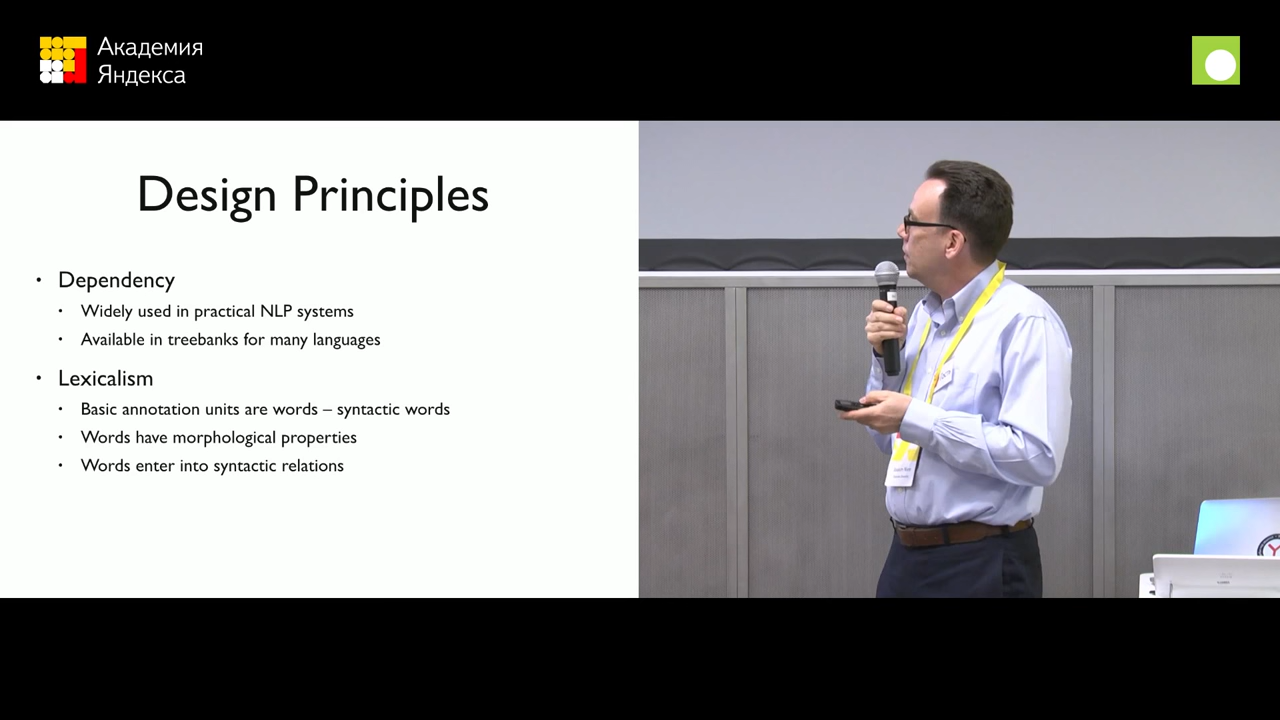 Академия
Яндекса
Design Principles
• Dependency
• Widely used in practical NLP systems
• Available in treebanks for many languages
• Lexicalism
• Basic annotation units are words – syntactic words
• Words have morphological properties
• Words enter into syntactic relations